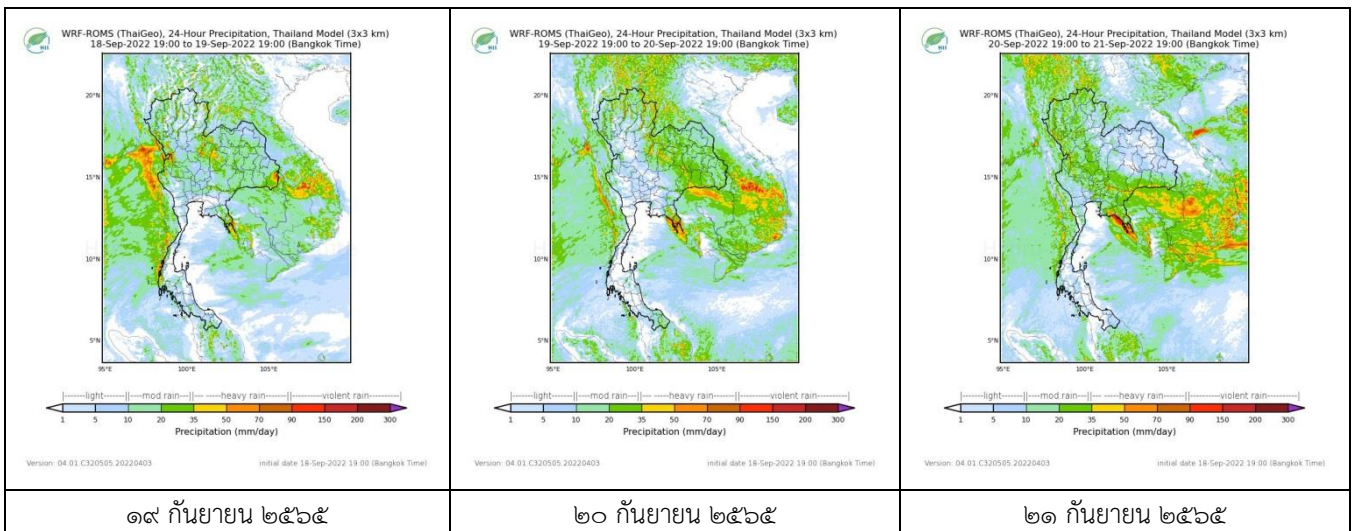 WRF-ROMS (ThaiGeo), 24-Hour Precipitation, Thailand Model (3x3 km)
18-Sep-2022 19:00 to 19-Sep-2022 19:00 (Bangkok Time)
20°N
15°N
10°N
5°N
95°E 100°E 105°E
|------light------||---mod rain---||--- ---heavy rain------||------violent rain------|
1 5 10 20 35 50 70 90 150 200 300
Precipitation (mm/day)
Version: 04.01.C320505.20220403 initial date 18-Sep-2022 19:00 (Bangkok Time)
๑๙ กันยายน ๒๕๖๕
WRF-ROMS (ThaiGeo), 24-Hour Precipitation, Thailand Model (3x3 km)
19-Sep-2022 19:00 to 20-Sep-2022 19:00 (Bangkok Time)
20°N
15°N
10°N
5°N
95°E 100°E 105°E
|------light------||---mod rain---||--- ---heavy rain------||------violent rain------|
1 5 10 20 35 50 70 90 150 200 300
Precipitation (mm/day)
Version: 04.01.C320505.20220403 initial date 18-Sep-2022 19:00 (Bangkok Time)
๒๐ กันยายน ๒๕๖๕
WRF-ROMS (ThaiGeo), 24-Hour Precipitation, Thailand Model (3x3 km)
20-Sep-2022 19:00 to 21-Sep-2022 19:00 (Bangkok Time)
20°N
15°N
10°N
5°N
95°E 100°E 105°E
|------light------||---mod rain---||--- ---heavy rain------||------violent rain------|
1 5 10 20 35 50 70 90 150 200 300
Precipitation (mm/day)
Version: 04.01.C320505.20220403 initial date 18-Sep-2022 19:00 (Bangkok Time)
๒๑ กันยายน ๒๕๖๕